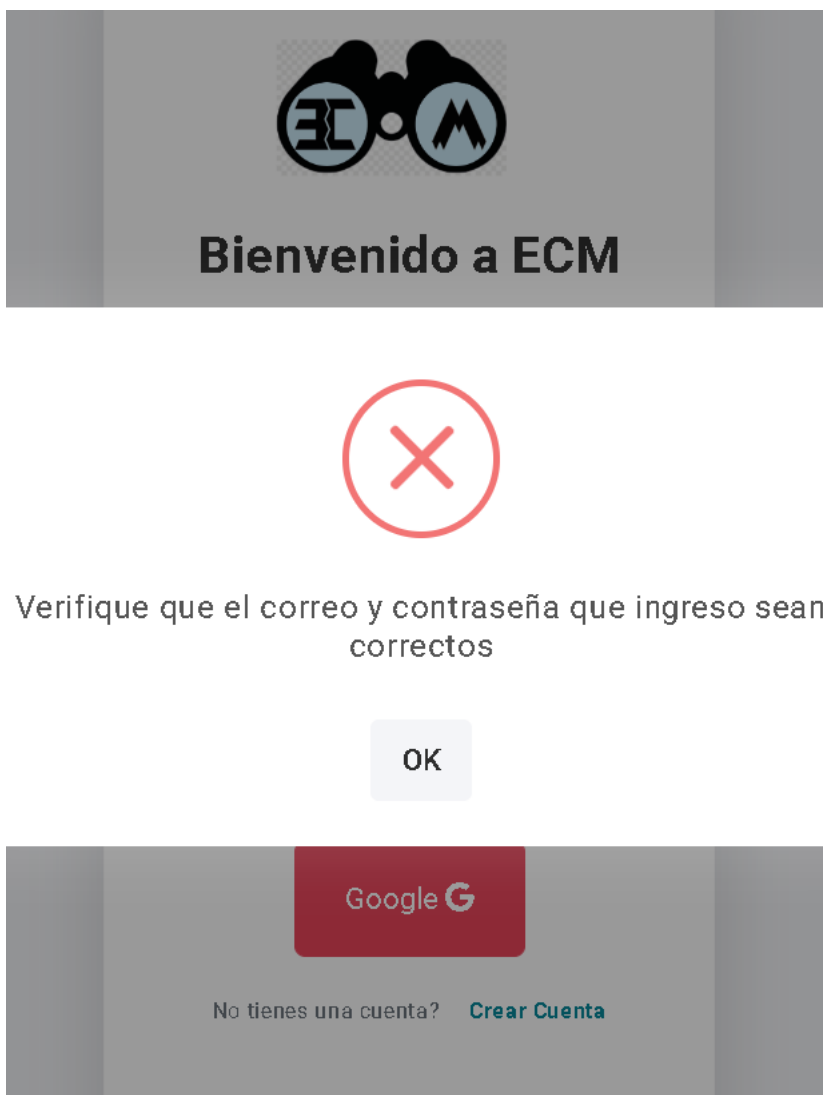 ECM
Bienvenido a ECM
Verifique que el correo y contraseña que ingreso sean
correctos
OK
Google G
No tienes una cuenta? Crear Cuenta